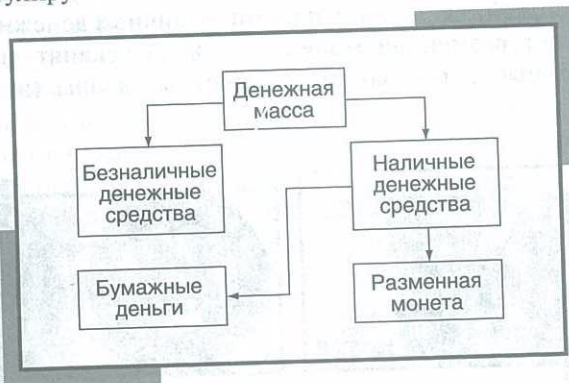 Денежная
масса
Безналичные
денежные
средства
Наличные
денежные
средства
Бумажные
деньги
Разменная
монета